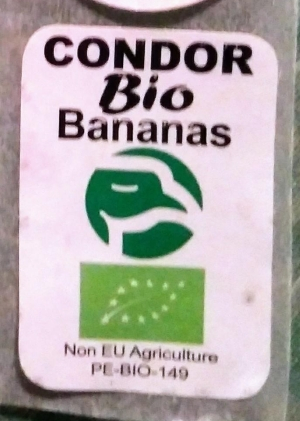 CONDOR
Bio
Bananas
Non EU Agriculture
PE-BIO-149